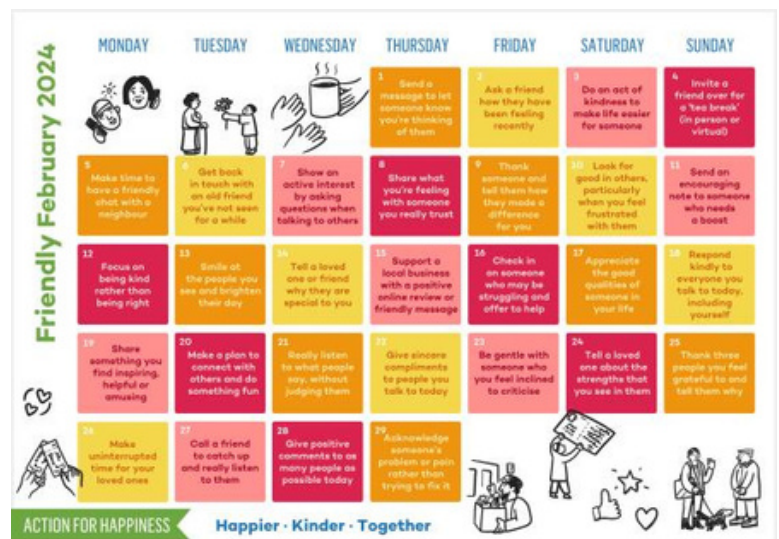 Friendly February 2024
MONDAY TUESDAY WEDNESDAY THURSDAY FRIDAY SATURDAY SUNDAY
1
Send a
message to let
someone know
you're thinking
of them
2
Ask a friend
how they have
been feeling
recently
3
Do an act of
kindness to
make life easier
for someone
4
Invite a
friend over for
a 'tea break'
(in person or
virtual)
5
Make time to
have a friendly
chat with a
neighbour
6
Get back
in touch with
an old friend
you've not seen
for a while
7
Show an
active interest
by asking
questions when
talking to others
8
Share what
you're feeling
with someone
you really trust
9
Thank
someone and
tell them how
they made a
difference
for you
10
Look for
good in others,
particularly
when you feel
frustrated
with them
11
Send an
encouraging
note to someone
who needs
a boost
12
Focus on
being kind
rather than
being right
13
Smile at
the people you
see and brighten
their day
14
Tell a loved
one or friend
why they are
special to you
15
Support a
local business
with a positive
online review or
friendly message
16
Check in
on someone
who may be
struggling and
offer to help
17
Appreciate
the good
qualities of
someone in
your life
18
Respond
kindly to
everyone you
talk to today,
including
yourself
19
Share
something you
find inspiring,
helpful or
amusing
20
Make a plan to
connect with
others and do
something fun
21
Really listen
to what people
say, without
judging them
22
Give sincere
compliments
to people you
talk to today
23
Be gentle with
someone who
you feel inclined
to criticise
24
Tell a loved
one about the
strengths that
you see in them
25
Thank three
people you feel
grateful to and
tell them why
26
Make
uninterrupted
time for your
loved ones
27
Call a friend
to catch up
and really listen
to them
28
Give positive
comments to as
many people as
possible today
29
Acknowledge
someone's
problem or pain
rather than
trying to fix it
ACTION FOR HAPPINESS
Happier · Kinder · Together